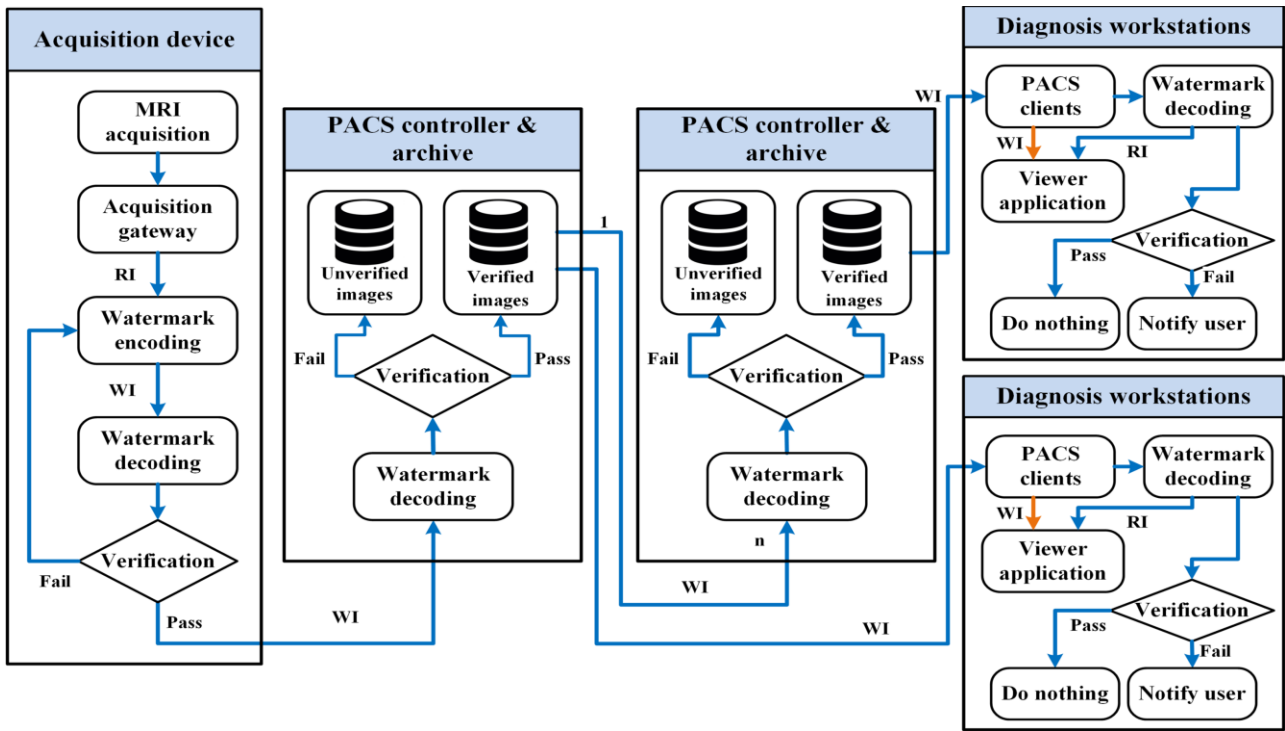 Acquisition device
MRI
acquisition
Acquisition
gateway
RI
Watermark
encoding
WI
Watermark
decoding
Verification
Fail
Pass
PACS controller &
archive
Unverified
images
Verified
images
Fail
Pass
Verification
Watermark
decoding
WI
1
PACS controller &
archive
Unverified
images
Verified
images
Fail
Pass
Verification
Watermark
decoding
n
WI
WI
WI
Diagnosis workstations
PACS
clients
Watermark
decoding
WI
RI
Viewer
application
Verification
Pass
Fail
Do nothing
Notify user
Diagnosis workstations
PACS
clients
Watermark
decoding
WI
RI
Viewer
application
Verification
Pass
Fail
Do nothing
Notify user